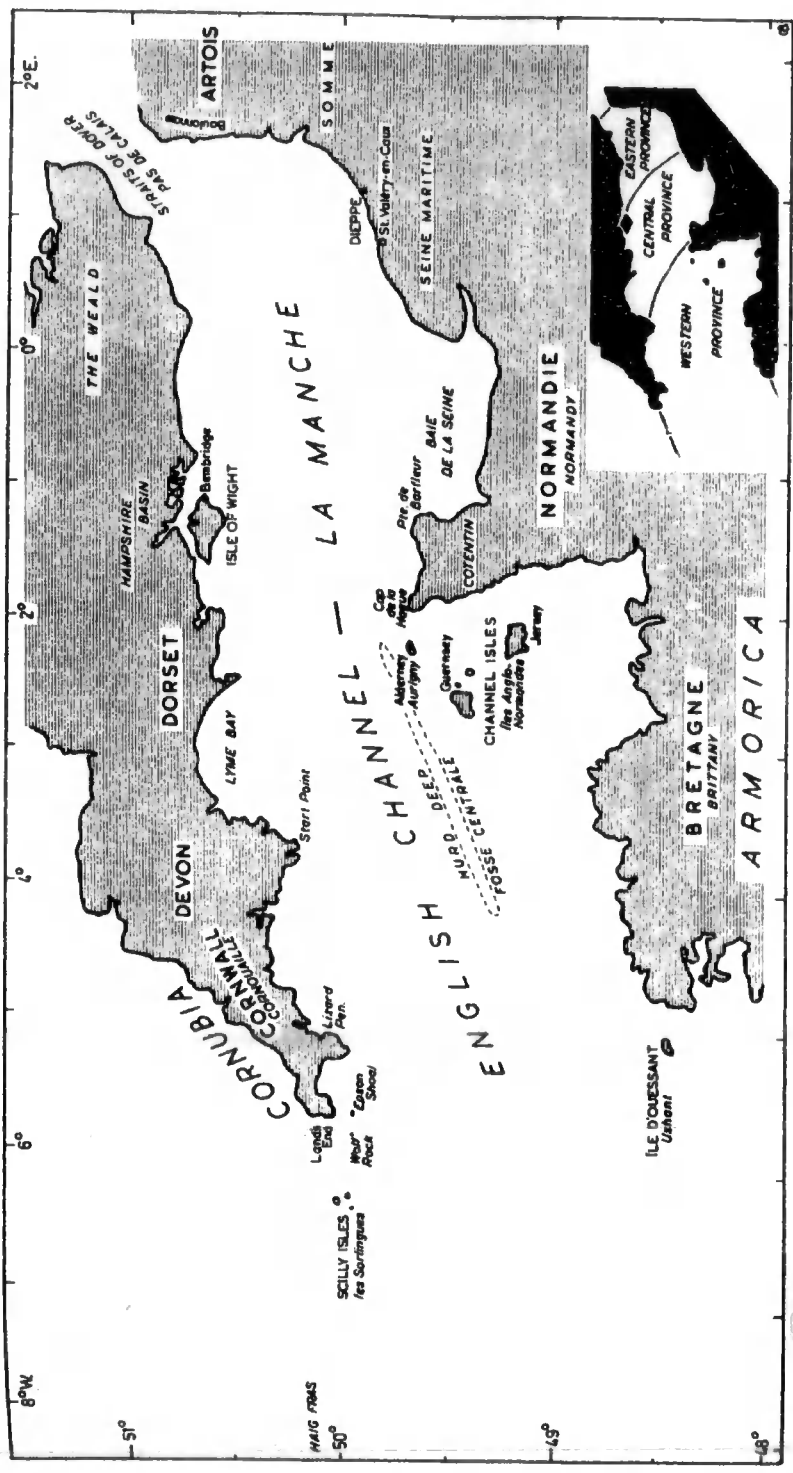 8°W.
6°
4°
2°
0°
2°E.
51°
50°
49°
48°
HAIG FRAS
SCILLY ISLES
Iles Sorlingues
Lands
End
Wolf
Rock
Epson
Shoal
Lizard
Pen.
CORNUBIA
CORNWALL
CORNOUAILLE
DEVON
Start Point
LYME BAY
DORSET
HAMPSHIRE
BASIN
Bembridge
ISLE OF WIGHT
THE WEALD
STRAITS OF DOVER
PAS DE CALAIS
ARTOIS
SOMME
DIEPPE
St. Valéry-en-Caux
SEINE MARITIME
ENGLISH CHANNEL — LA MANCHE
HURD DEEP
FOSSE CENTRALE
Alderney
Aurigny
Cap
de la
Hague
Guernsey
CHANNEL ISLES
Iles Anglo-
Normandes
Jersey
Pte. de
Barfleur
COTENTIN
BAIE
DE LA SEINE
NORMANDIE
NORMANDY
ILE D'OUESSANT
Ushant
BRETAGNE
BRITTANY
ARMORICA
WESTERN
PROVINCE
CENTRAL
PROVINCE
EASTERN
PROVINCE